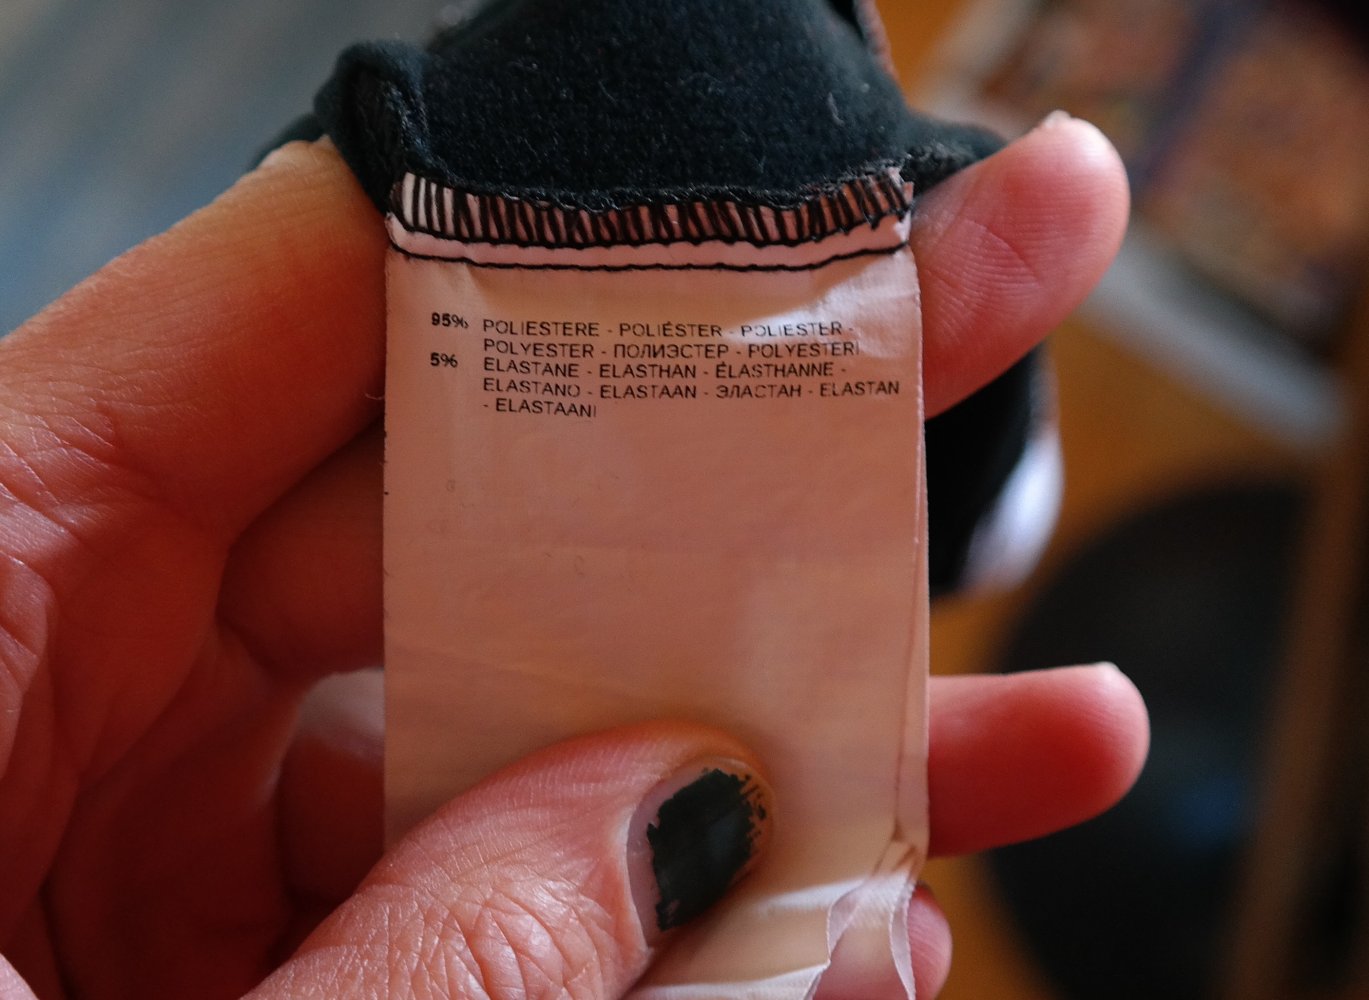 95% POLIESTERE - POLIÉSTER - POLIESTER -
POLYESTER - ПОЛИЭСТЕР - POLYESTERI
5% ELASTANE - ELASTHAN - ÉLASTHANNE -
ELASTANO - ELASTAAN - ЭЛАСТАН - ELASTAN
- ELASTAANI